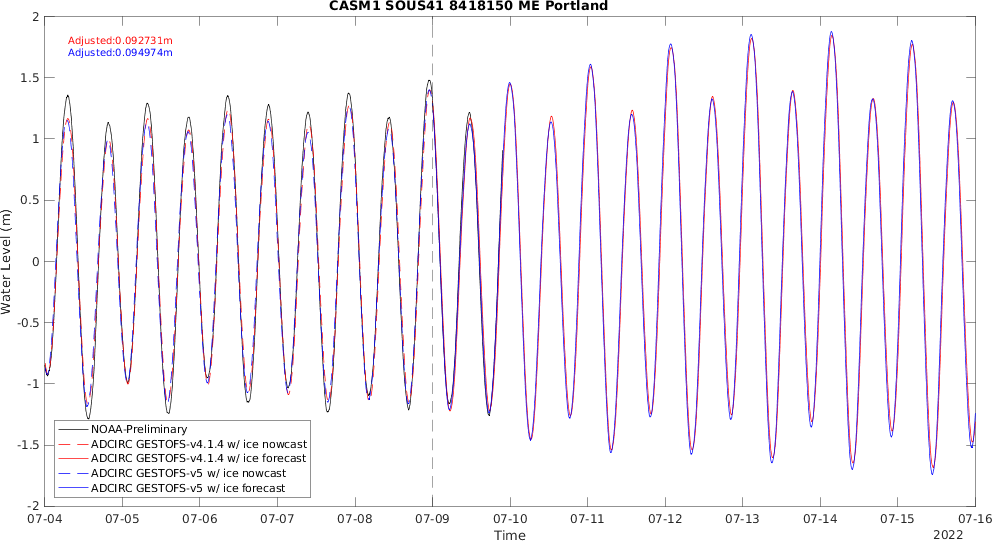 CASM1 SOUS41 8418150 ME Portland
Adjusted:0.092731m
Adjusted:0.094974m
2
1.5
1
0.5
0
-0.5
-1
-1.5
-2
Water Level (m)
NOAA-Preliminary
ADCIRC GESTOFS-v4.1.4 w/ ice nowcast
ADCIRC GESTOFS-v4.1.4 w/ ice forecast
ADCIRC GESTOFS-v5 w/ ice nowcast
ADCIRC GESTOFS-v5 w/ ice forecast
07-04 07-05 07-06 07-07 07-08 07-09 07-10 07-11 07-12 07-13 07-14 07-15 07-16
Time
2022